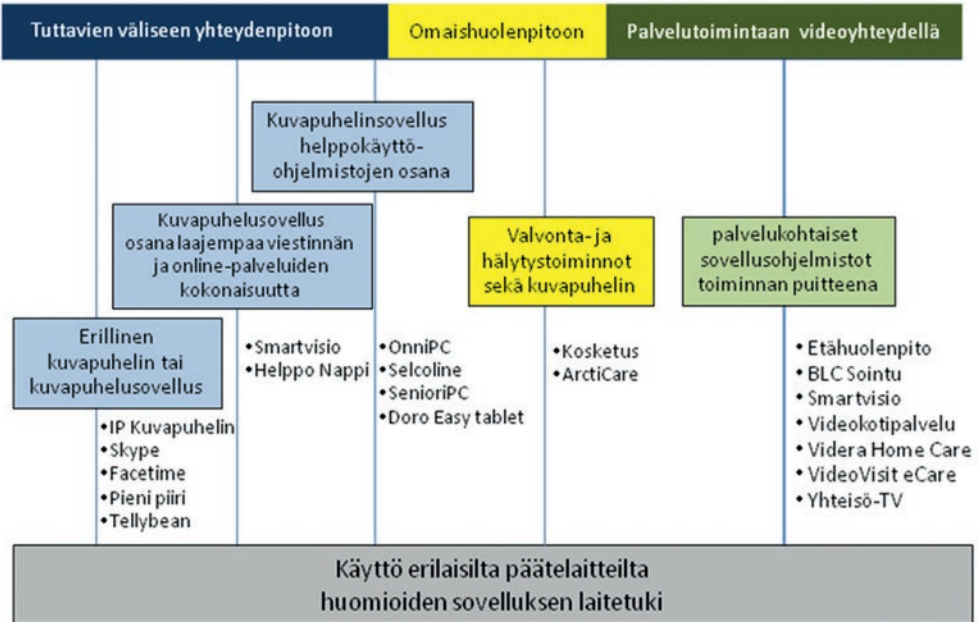 Tuttavien väliseen yhteydenpitoon
Omaishuolenpitoon
Palvelutoimintaan videoyhteydellä
Kuvapuhelinsovellus
helppokäyttö-
ohjelmistojen osana
Kuvapuhelusovellus
osana laajempaa viestinnän
ja online-palveluiden
kokonaisuutta
Valvonta- ja
hälytystoiminnot
sekä kuvapuhelin
palvelukohtaiset
sovellusohjelmistot
toiminnan puitteena
Erillinen
kuvapuhelin tai
kuvapuhelusovellus
•IP Kuvapuhelin
•Skype
•Facetime
•Pieni piiri
•Tellybean
•Smartvisio
•Helppo Nappi
•OnniPC
•Selcoline
•SenioriPC
•Doro Easy tablet
•Kosketus
•ArctiCare
•Etähuolenpito
•BLC Sointu
•Smartvisio
•Videokotipalvelu
•Videra Home Care
•VideoVisit eCare
•Yhteisö-TV
Käyttö erilaisilta päätelaitteilta
huomioiden sovelluksen laitetuki